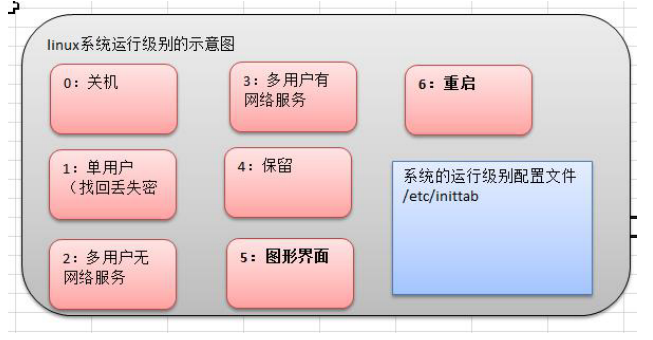 linux系统运行级别的示意图
0：关机
1：单用户
（找回丢失密
2：多用户无
网络服务
3：多用户有
网络服务
4：保留
5：图形界面
6：重启
系统的运行级别配置文件
/etc/inittab